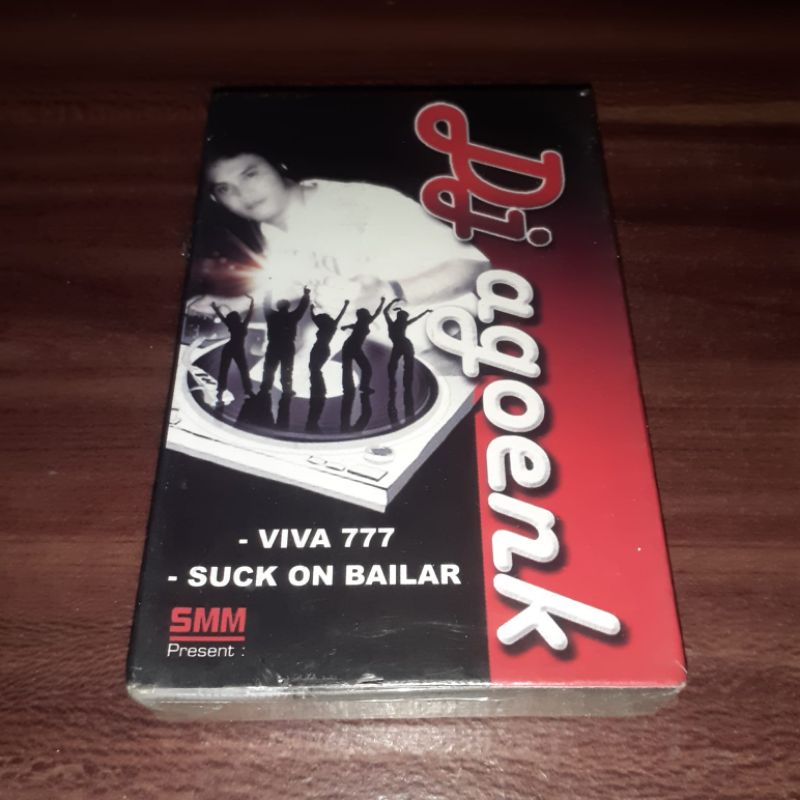 Dj agoenk
- VIVA 777
- SUCK ON BAILAR
SMM
Present :